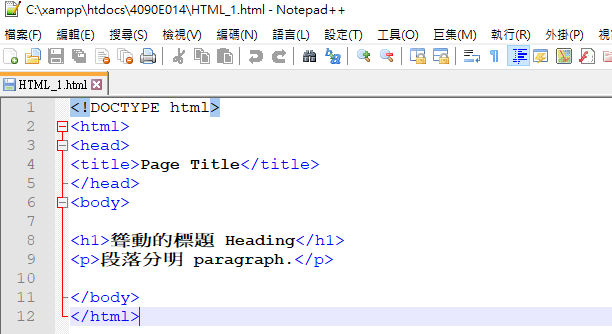 C:\xampp\htdocs\4090E014\HTML_1.html - Notepad++
檔案(F) 編輯(E) 搜尋(S) 檢視(V) 編碼(N) 語言(L) 設定(T) 工具(O) 巨集(M) 執行(R) 外掛(P)
HTML_1.html
1 <!DOCTYPE html>
2 <html>
3 <head>
4 <title>Page Title</title>
5 </head>
6 <body>
7
8 <h1>聳動的標題 Heading</h1>
9 <p>段落分明 paragraph.</p>
10
11 </body>
12 </html>